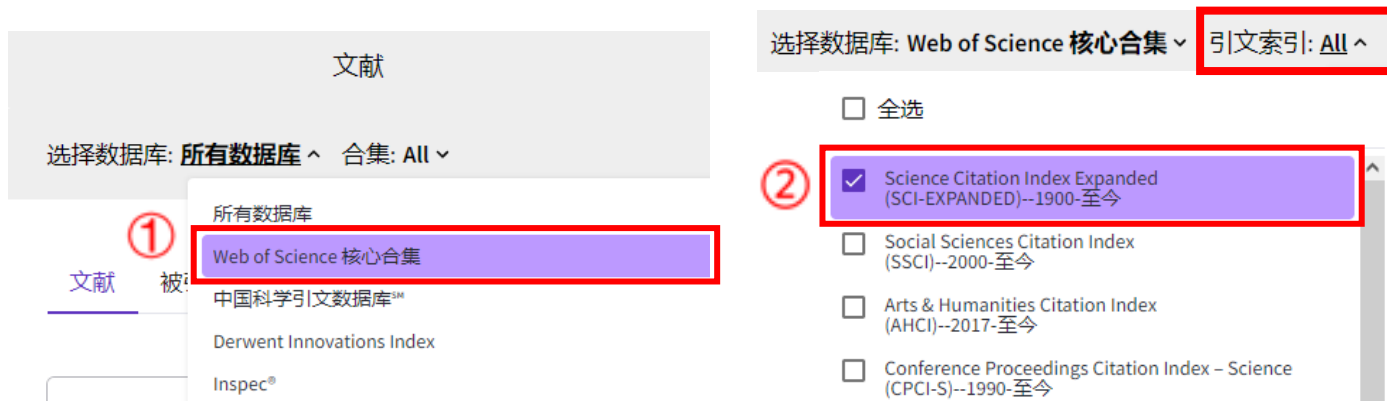 文献
选择数据库: 所有数据库 合集: All
①
所有数据库
Web of Science 核心合集
文献
中国科学引文数据库℠
Derwent Innovations Index
Inspec®
选择数据库: Web of Science 核心合集 引文索引: All
全选
②
Science Citation Index Expanded
(SCI-EXPANDED)--1900-至今
Social Sciences Citation Index
(SSCI)--2000-至今
Arts & Humanities Citation Index
(AHCI)--2017-至今
Conference Proceedings Citation Index – Science
(CPCI-S)--1990-至今